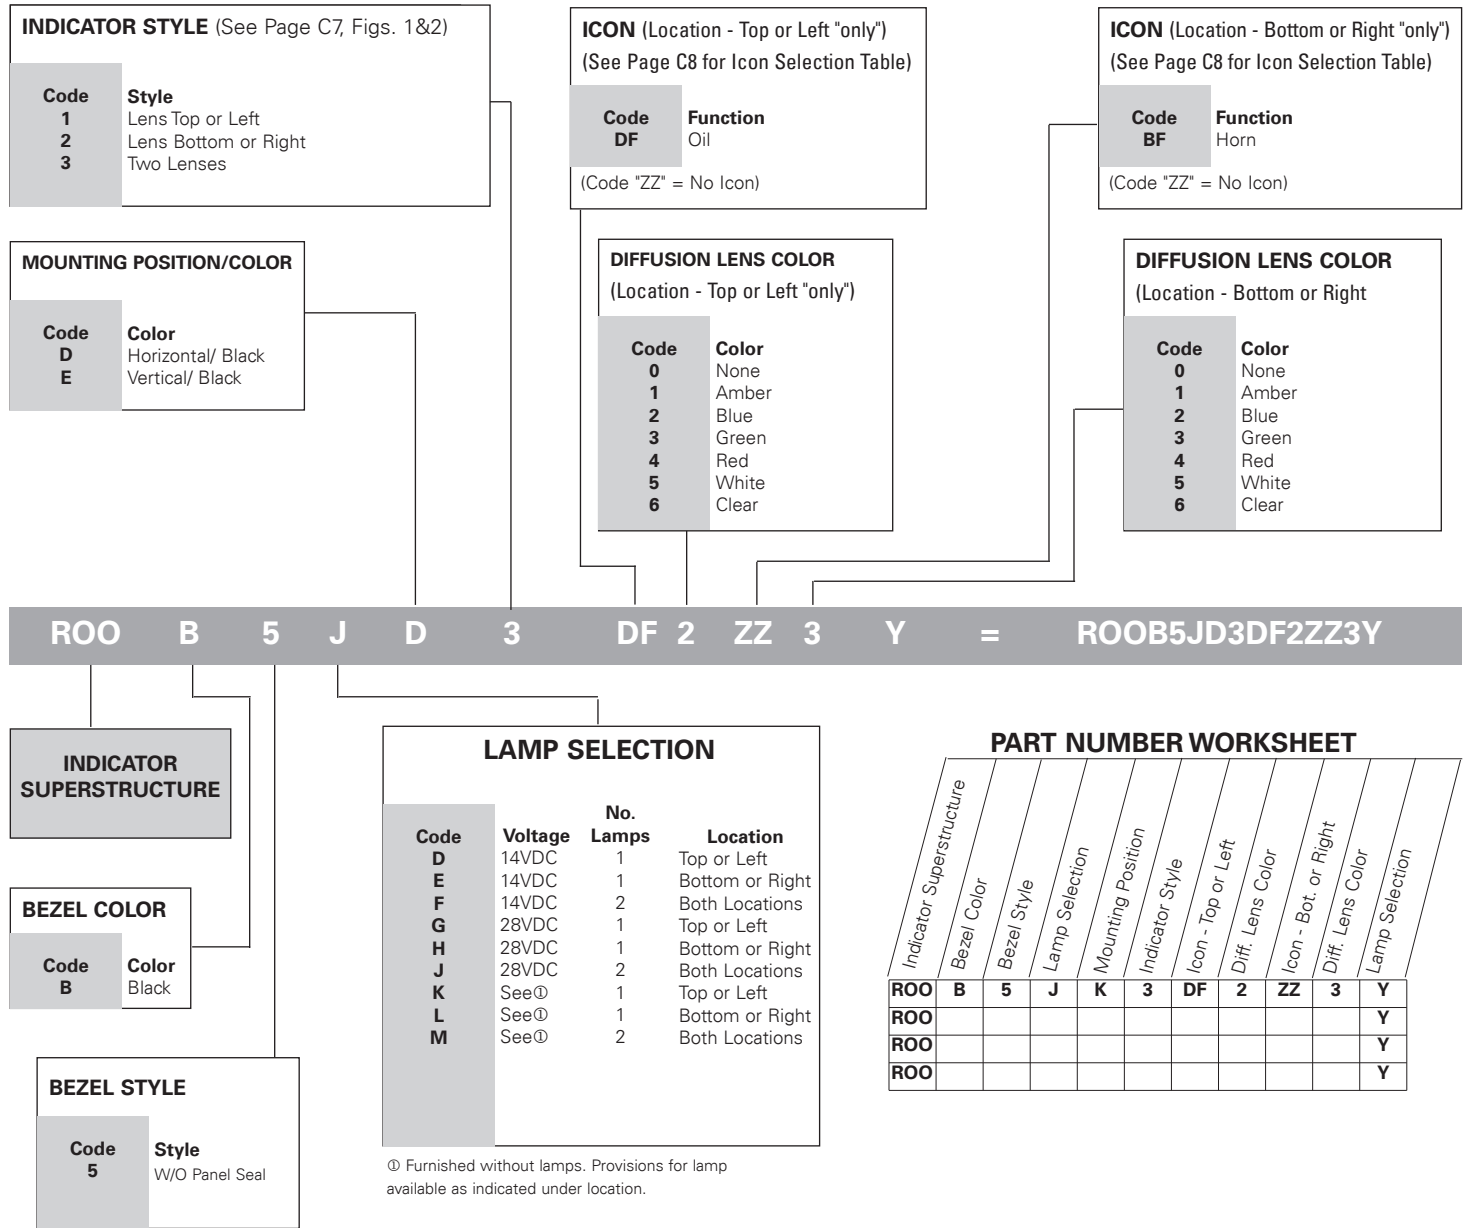 INDICATOR STYLE (See Page C7, Figs. 1&2)
Code Style
1 Lens Top or Left
2 Lens Bottom or Right
3 Two Lenses
ICON (Location - Top or Left "only")
(See Page C8 for Icon Selection Table)
Code Function
DF Oil
(Code "ZZ" = No Icon)
ICON (Location - Bottom or Right "only")
(See Page C8 for Icon Selection Table)
Code Function
BF Horn
(Code "ZZ" = No Icon)
MOUNTING POSITION/COLOR
Code Color
D Horizontal/ Black
E Vertical/ Black
DIFFUSION LENS COLOR
(Location - Top or Left "only")
Code Color
0 None
1 Amber
2 Blue
3 Green
4 Red
5 White
6 Clear
DIFFUSION LENS COLOR
(Location - Bottom or Right
Code Color
0 None
1 Amber
2 Blue
3 Green
4 Red
5 White
6 Clear
ROO B 5 J D 3 DF 2 ZZ 3 Y = ROOB5JD3DF2ZZ3Y
INDICATOR
SUPERSTRUCTURE
BEZEL COLOR
Code Color
B Black
BEZEL STYLE
Code Style
5 W/O Panel Seal
LAMP SELECTION
No.
Code Voltage Lamps Location
D 14VDC 1 Top or Left
E 14VDC 1 Bottom or Right
F 14VDC 2 Both Locations
G 28VDC 1 Top or Left
H 28VDC 1 Bottom or Right
J 28VDC 2 Both Locations
K See① 1 Top or Left
L See① 1 Bottom or Right
M See① 2 Both Locations
① Furnished without lamps. Provisions for lamp
available as indicated under location.
PART NUMBER WORKSHEET
Indicator Superstructure
Bezel Color
Bezel Style
Lamp Selection
Mounting Position
Indicator Style
Icon - Top or Left
Diff. Lens Color
Icon - Bot. or Right
Diff. Lens Color
Lamp Selection
ROO B 5 J K 3 DF 2 ZZ 3 Y
ROO Y
ROO Y
ROO Y